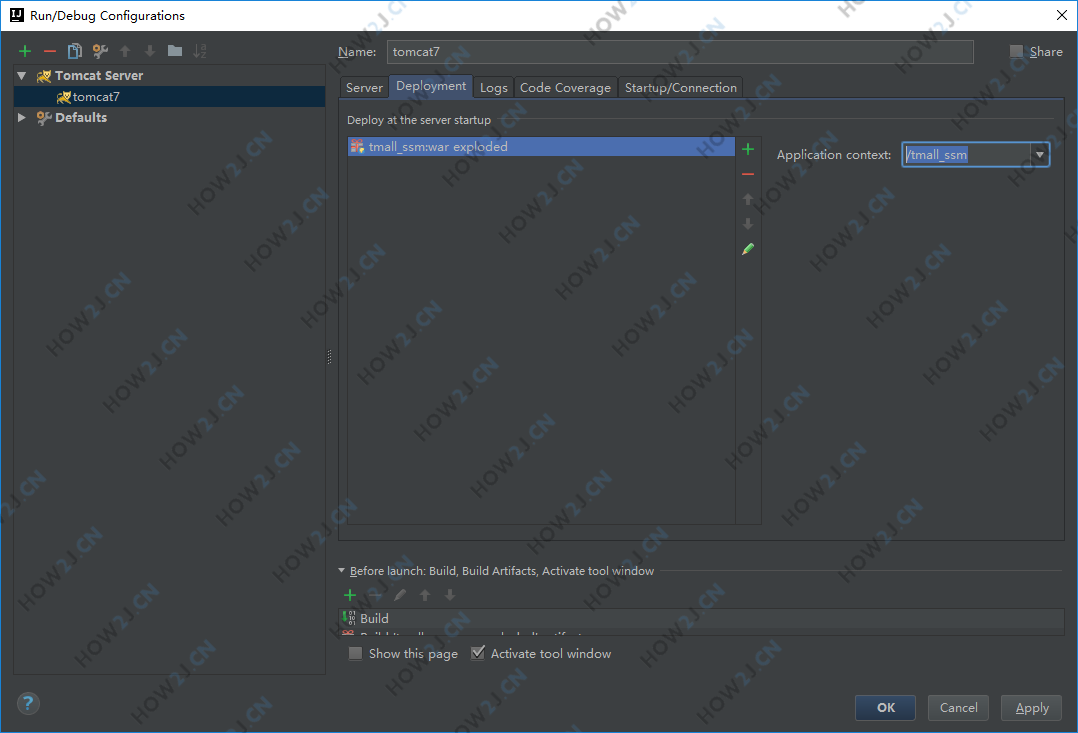 Run/Debug Configurations
Name: tomcat7
Share
Tomcat Server
tomcat7
Defaults
Server Deployment Logs Code Coverage Startup/Connection
Deploy at the server startup
tmall_ssm:war exploded
Application context: /tmall_ssm
Before launch: Build, Build Artifacts, Activate tool window
Build
Show this page Activate tool window
?
OK Cancel Apply
HOW2J.CN